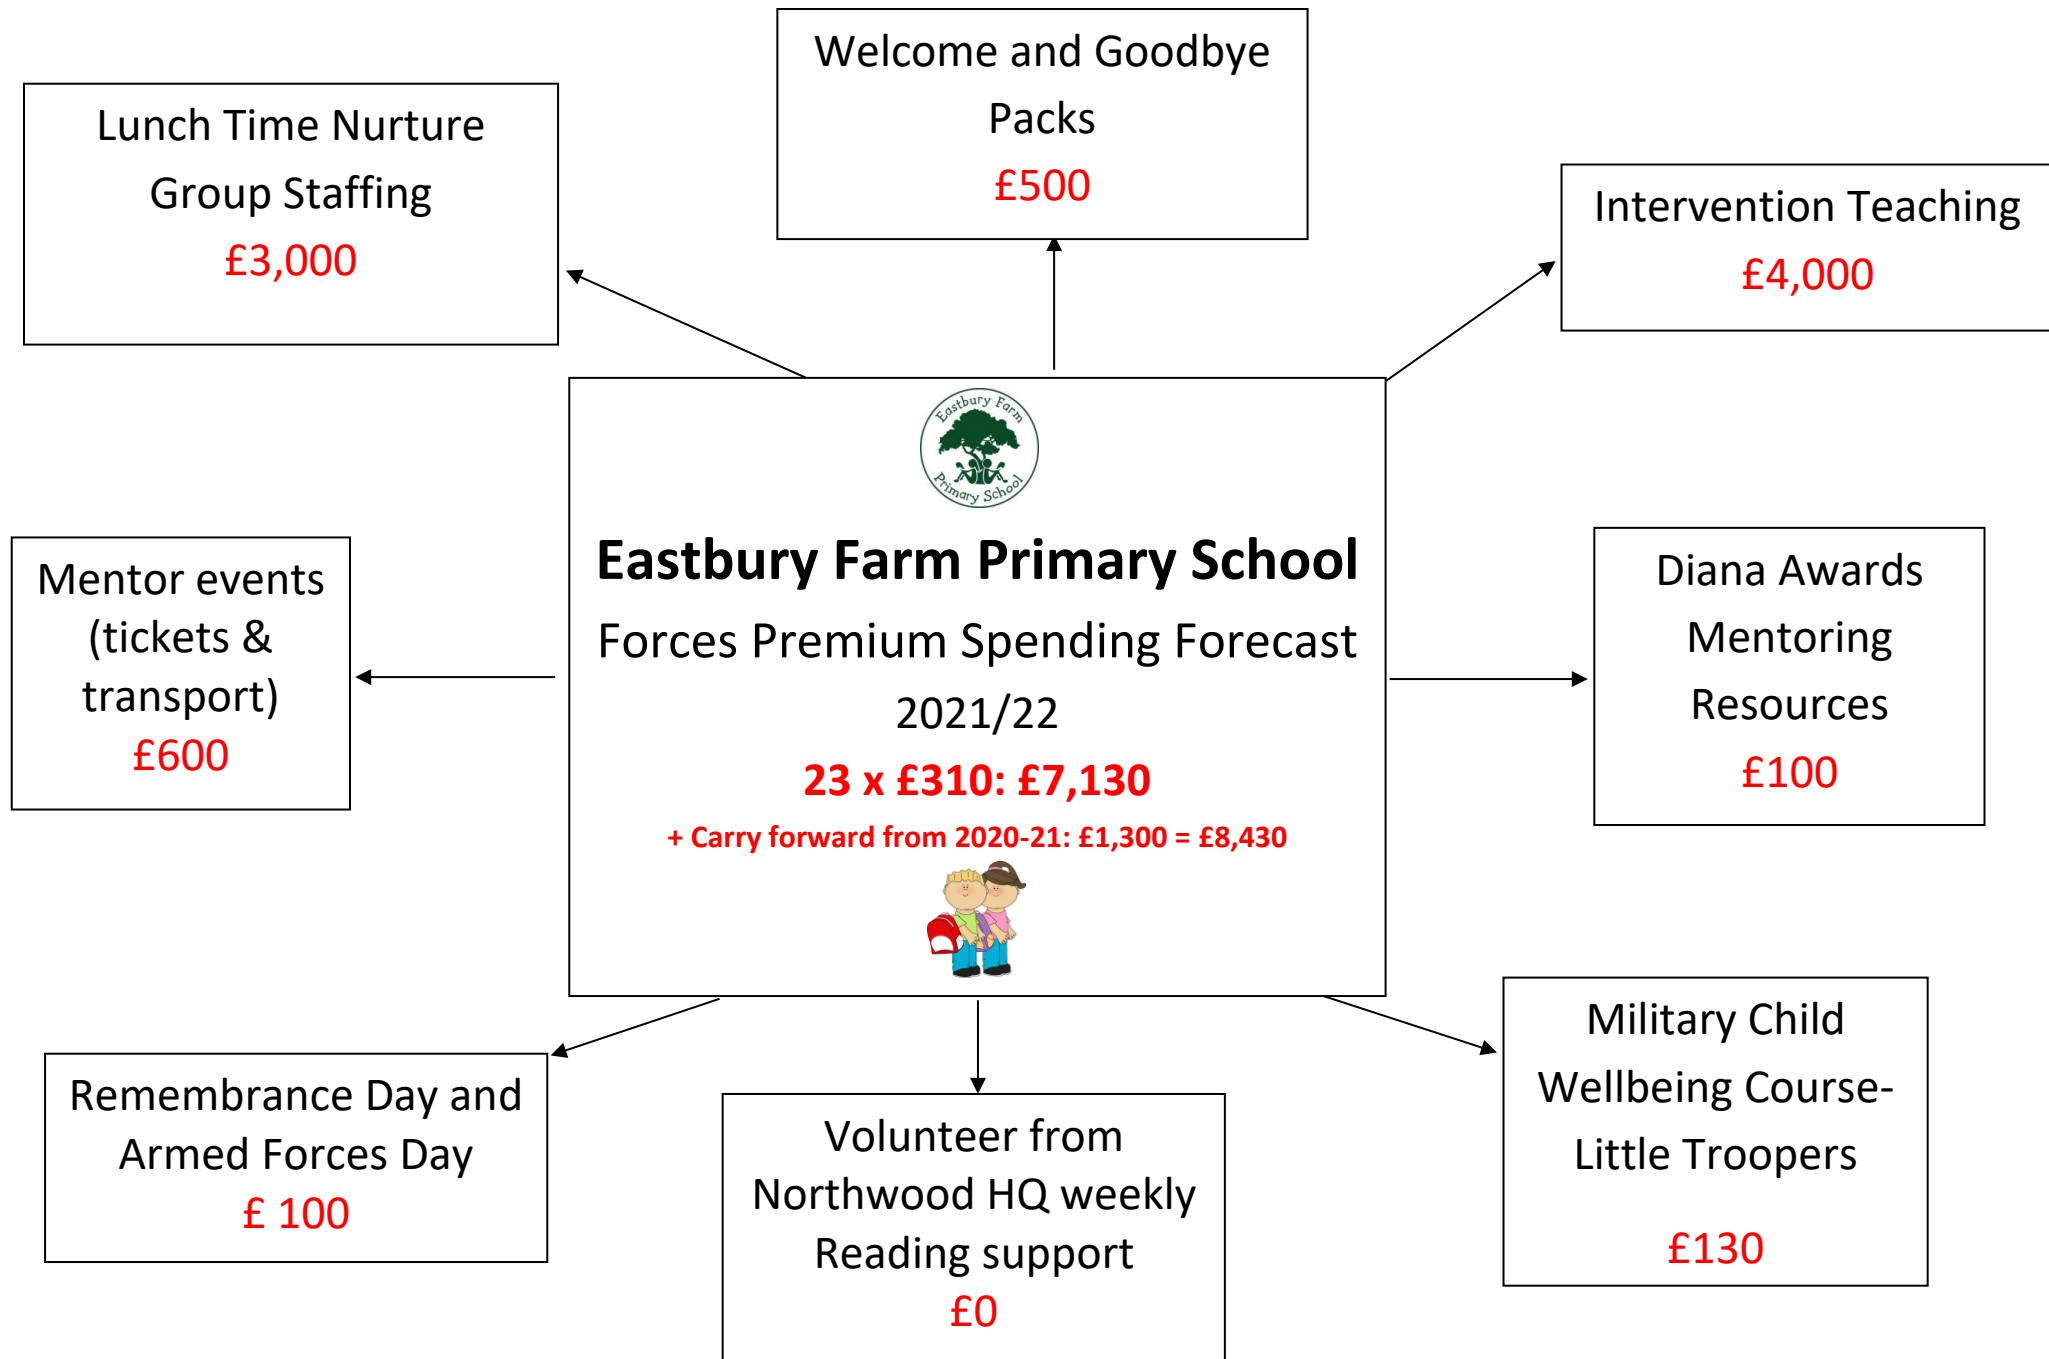 Welcome and Goodbye
Packs
£500
Lunch Time Nurture
Group Staffing
£3,000
Intervention Teaching
£4,000
Eastbury Farm
Primary School
Eastbury Farm Primary School
Forces Premium Spending Forecast
2021/22
23 x £310: £7,130
+ Carry forward from 2020-21: £1,300 = £8,430
Mentor events
(tickets &
transport)
£600
Diana Awards
Mentoring
Resources
£100
Remembrance Day and
Armed Forces Day
£ 100
Volunteer from
Northwood HQ weekly
Reading support
£0
Military Child
Wellbeing Course-
Little Troopers
£130